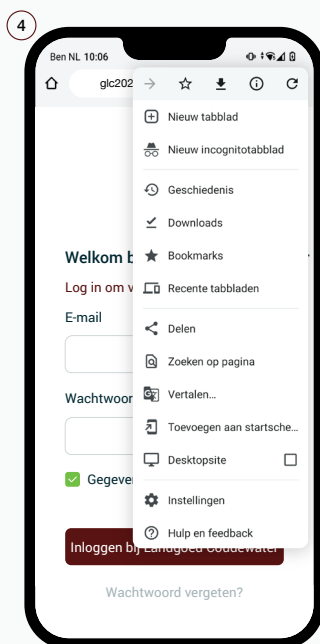 4
Ben NL 10:06
glc202
Nieuw tabblad
Nieuw incognitotabblad
Geschiedenis
Downloads
Bookmarks
Recente tabbladen
Delen
Zoeken op pagina
Vertalen...
Toevoegen aan startsche...
Desktopsite
Instellingen
Hulp en feedback
Welkom b
Log in om v
E-mail
Wachtwoor
Gegeve
Inloggen bij Landgoed Coudewater
Wachtwoord vergeten?